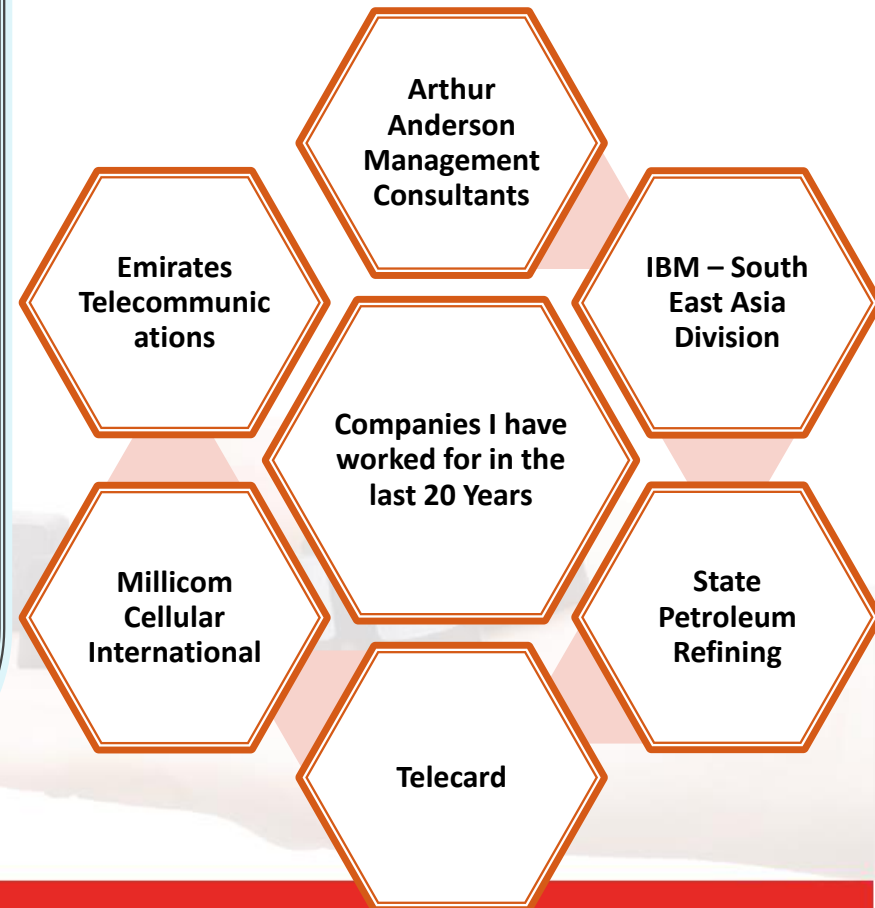 Arthur
Anderson
Management
Consultants
IBM – South
East Asia
Division
State
Petroleum
Refining
Telecard
Millicom
Cellular
International
Emirates
Telecommunic
ations
Companies I have
worked for in the
last 20 Years